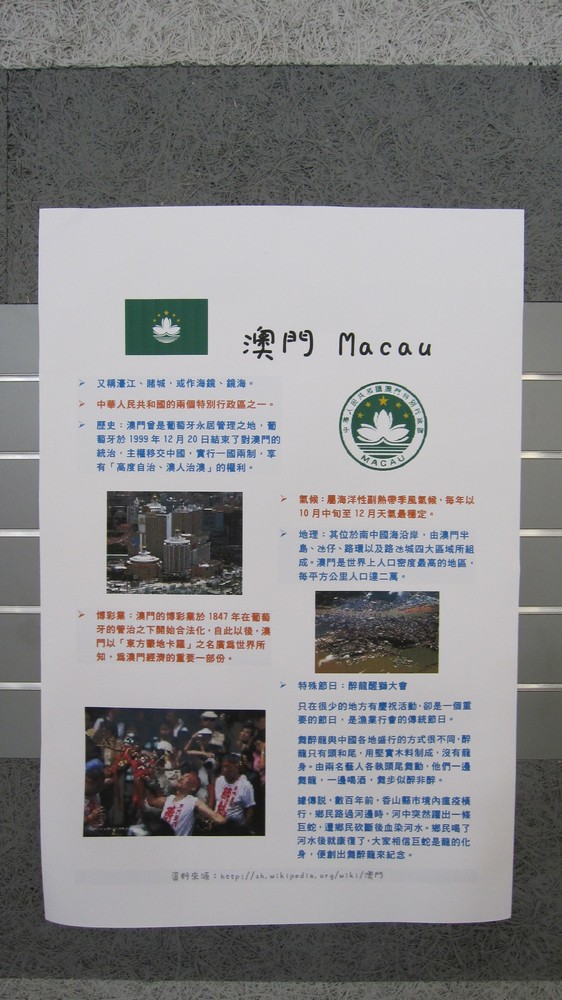 澳門 Macau
又稱濠江、賭城，或作海鏡、鏡海。
中華人民共和國的兩個特別行政區之一。
歷史：澳門曾是葡萄牙永居管理之地，葡
萄牙於 1999 年 12 月 20 日結束了對澳門的
統治，主權移交中國，實行一國兩制，享
有「高度自治、澳人治澳」的權利。
博彩業：澳門的博彩業於 1847 年在葡萄
牙的管治之下開始合法化，自此以後，澳
門以「東方蒙地卡羅」之名廣為世界所
知，為澳門經濟的重要一部份。
中華人民共和國澳門特別行政區
MACAU
氣候：屬海洋性副熱帶季風氣候，每年以
10 月中旬至 12 月天氣最穩定。
地理：其位於南中國海沿岸，由澳門半
島、氹仔、路環以及路氹城四大區域所組
成。澳門是世界上人口密度最高的地區，
每平方公里人口達二萬。
特殊節日：醉龍醒獅大會
只在很少的地方有慶祝活動，卻是一個重
要的節日，是漁業行會的傳統節日。
舞醉龍與中國各地盛行的方式很不同，醉
龍只有頭和尾，用堅實木料制成，沒有龍
身。由兩名藝人各執頭尾舞動，他們一邊
舞龍，一邊喝酒，舞步似醉非醉。
據傳說，數百年前，香山縣市境內瘟疫橫
行，鄉民路過河邊時，河中突然躍出一條
巨蛇，遭鄉民砍斷後血染河水。鄉民喝了
河水後就康復了，大家相信巨蛇是龍的化
身，便創出舞醉龍來紀念。
資料來源：http://zh.wikipedia.org/wiki/澳門